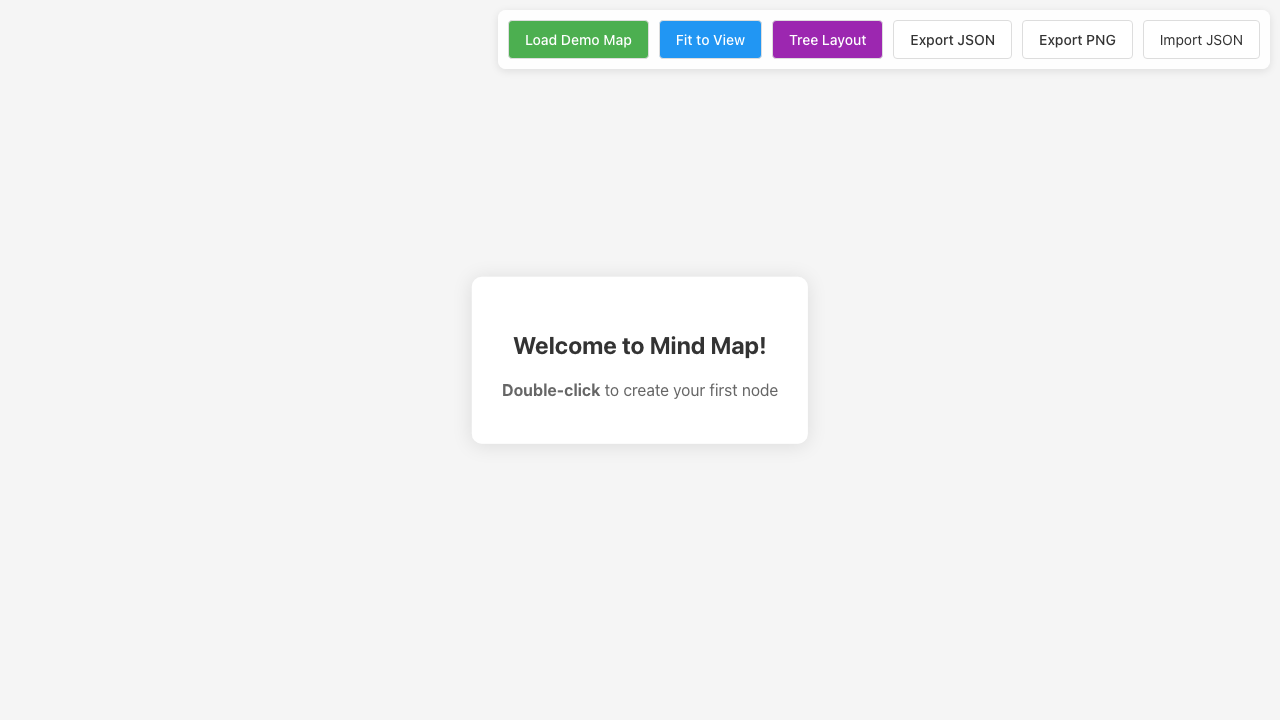 Load Demo Map
Fit to View
Tree Layout
Export JSON
Export PNG
Import JSON
Welcome to Mind Map!
Double-click to create your first node